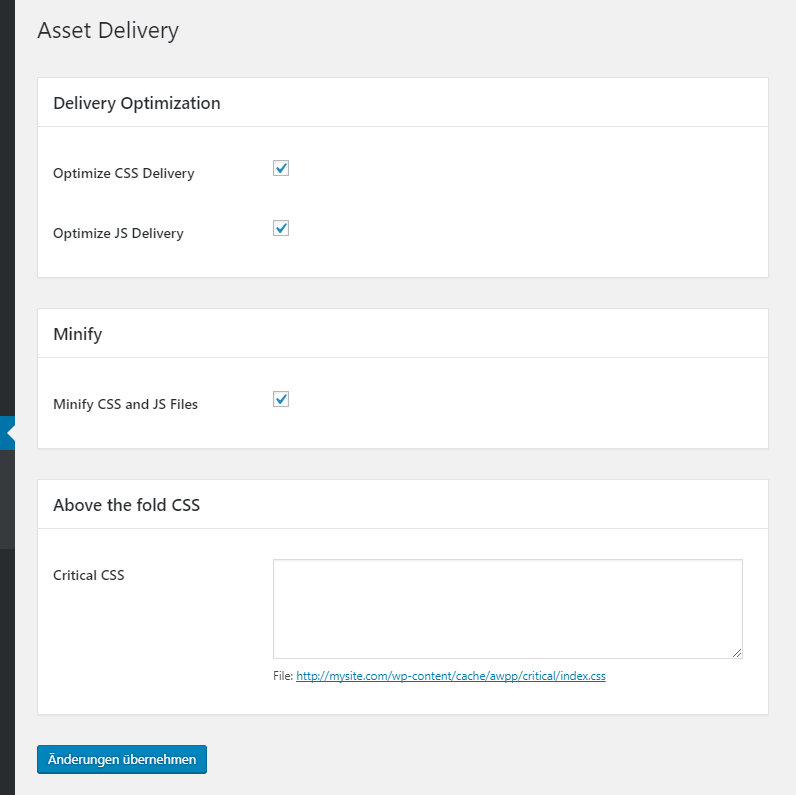 Asset Delivery
Delivery Optimization
Optimize CSS Delivery
Optimize JS Delivery
Minify
Minify CSS and JS Files
Above the fold CSS
Critical CSS
File: http://mysite.com/wp-content/cache/awpp/critical/index.css
Änderungen übernehmen